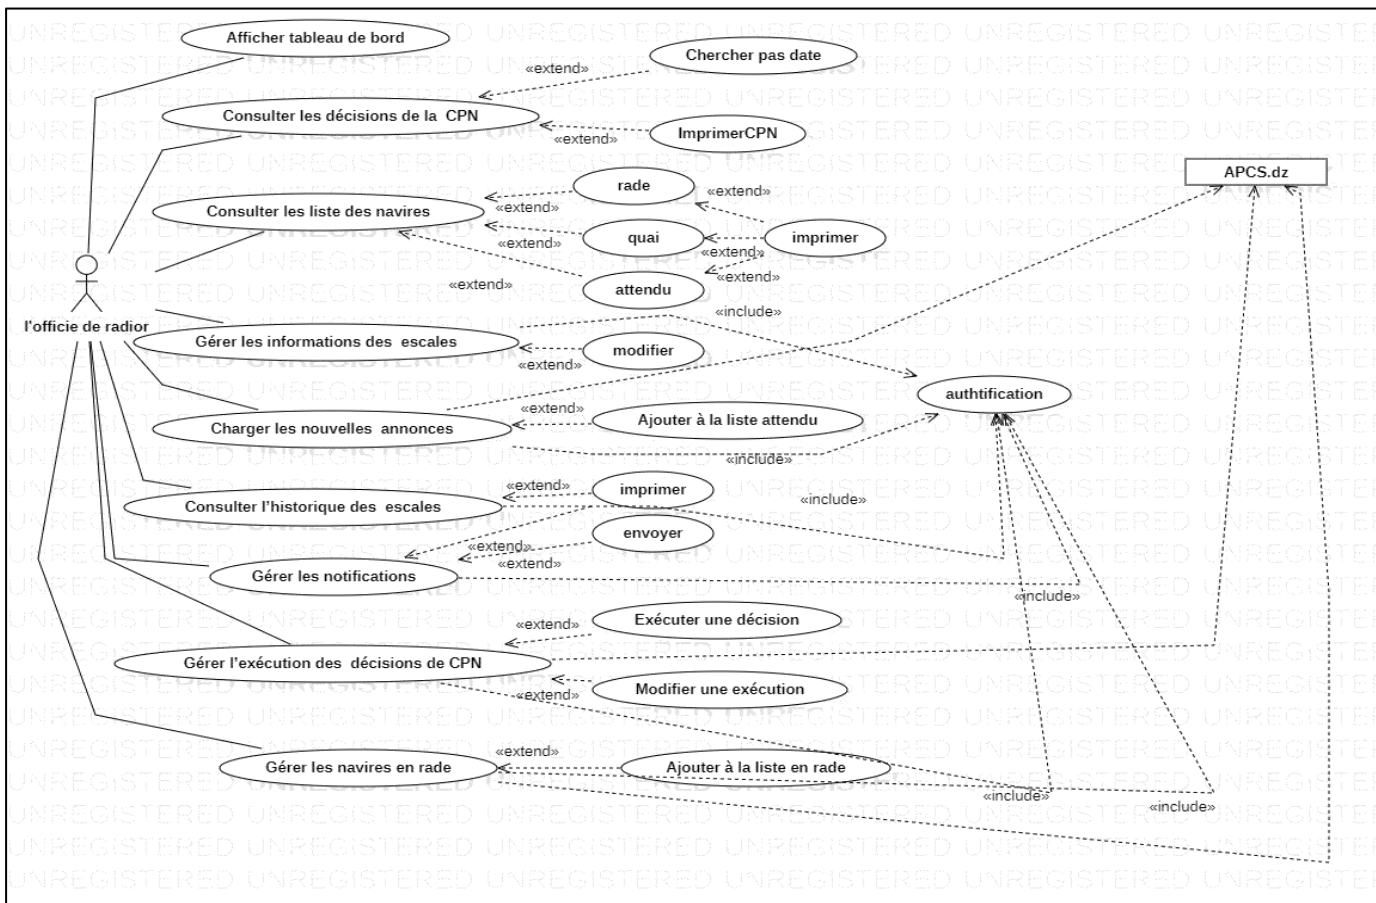 Afficher tableau de bord
Chercher pas date
«extend»
Consulter les décisions de la CPN
ImprimerCPN
«extend»
APCS.dz
rade
«extend»
Consulter les liste des navires
«extend»
quai
imprimer
«extend»
«extend»
«extend»
attendu
«extend»
«include»
l'officie de radior
Gérer les informations des escales
modifier
«extend»
authtification
«extend»
Ajouter à la liste attendu
Charger les nouvelles annonces
«include»
imprimer
«extend»
«include»
Consulter l'historique des escales
envoyer
«extend»
«extend»
Gérer les notifications
«include»
Exécuter une décision
«extend»
Gérer l'exécution des décisions de CPN
Modifier une exécution
«extend»
«extend»
Gérer les navires en rade
Ajouter à la liste en rade
«include»
«include»
UNREGISTERED UNREGISTERED UNREGISTERED UNREGISTERED UNREGISTERED